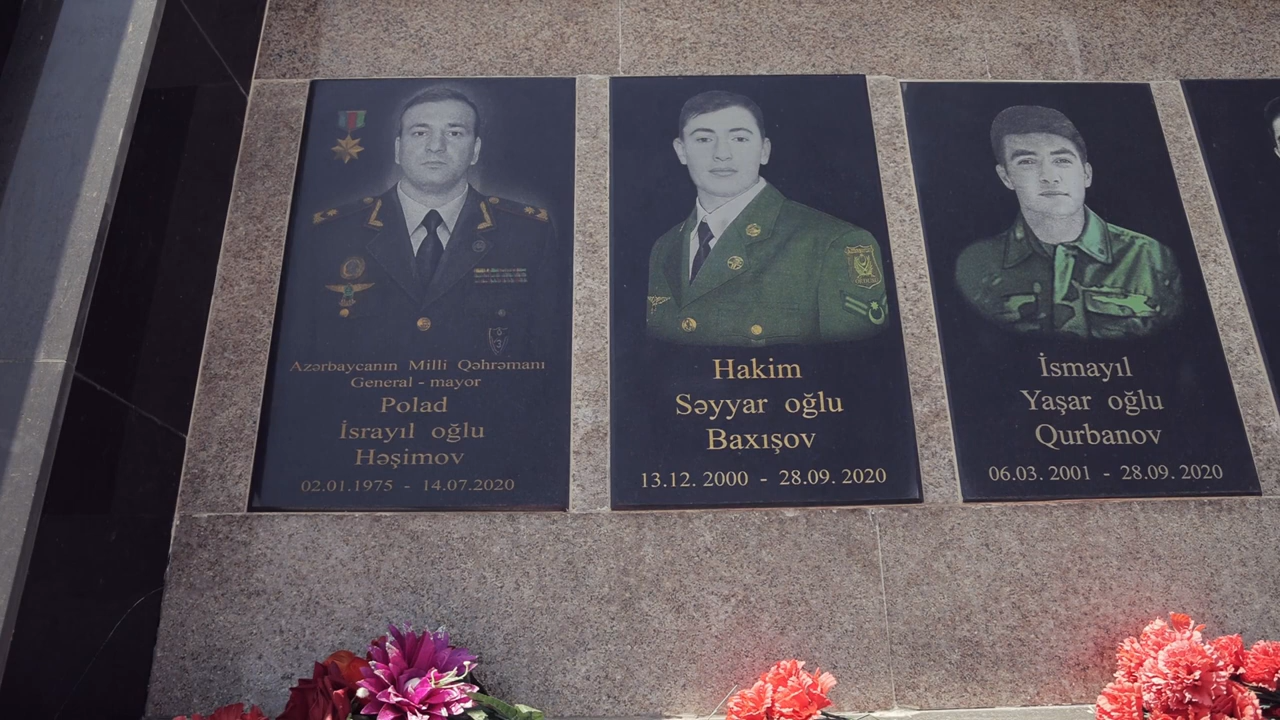 Azərbaycanın Milli Qəhrəmanı
General - mayor
Polad
İsrayıl oğlu
Həşimov
02.01.1975 - 14.07.2020
Hakim
Səyyar oğlu
Baxışov
13.12. 2000 - 28.09. 2020
İsmayıl
Yaşar oğlu
Qurbanov
06.03. 2001 - 28.09. 2020